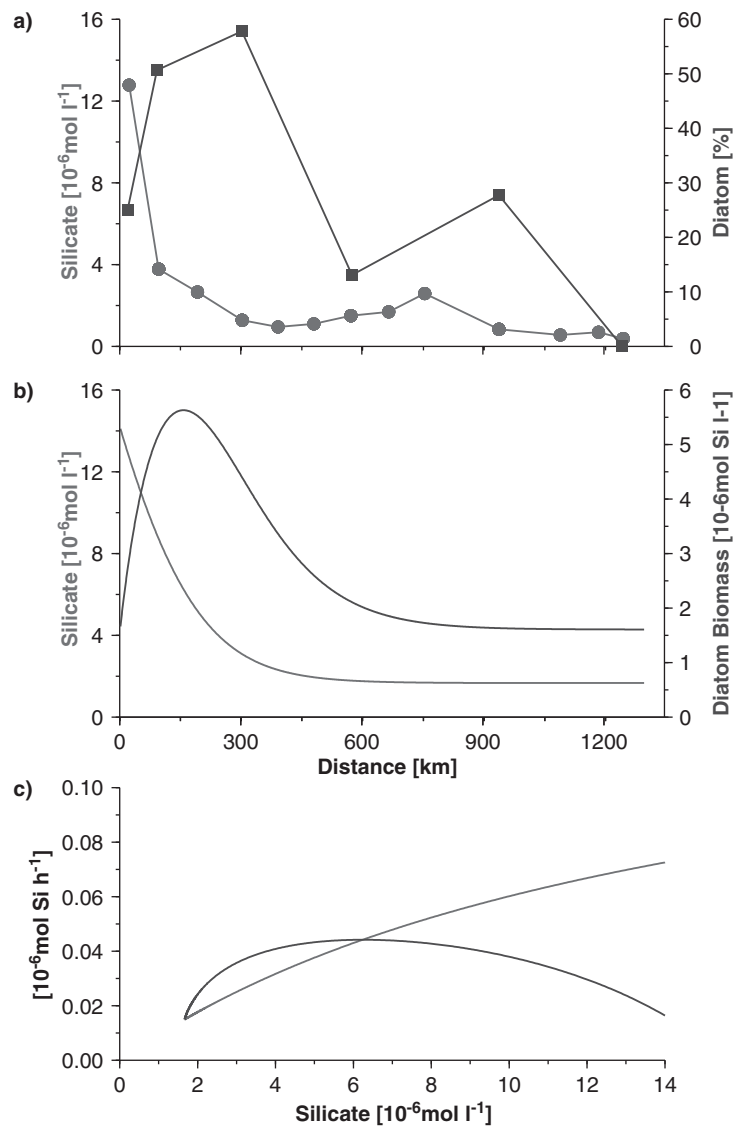 a)
16
12
8
4
0
Silicate [10⁻⁶mol l⁻¹]
60
50
40
30
20
10
0
Diatom [%]
b)
16
12
8
4
0
Silicate [10⁻⁶mol l⁻¹]
6
5
4
3
2
1
0
Diatom Biomass [10-6mol Si l-1]
0 300 600 900 1200
Distance [km]
c)
0.10
0.08
0.06
0.04
0.02
0.00
[10⁻⁶mol Si h⁻¹]
0 2 4 6 8 10 12 14
Silicate [10⁻⁶mol l⁻¹]